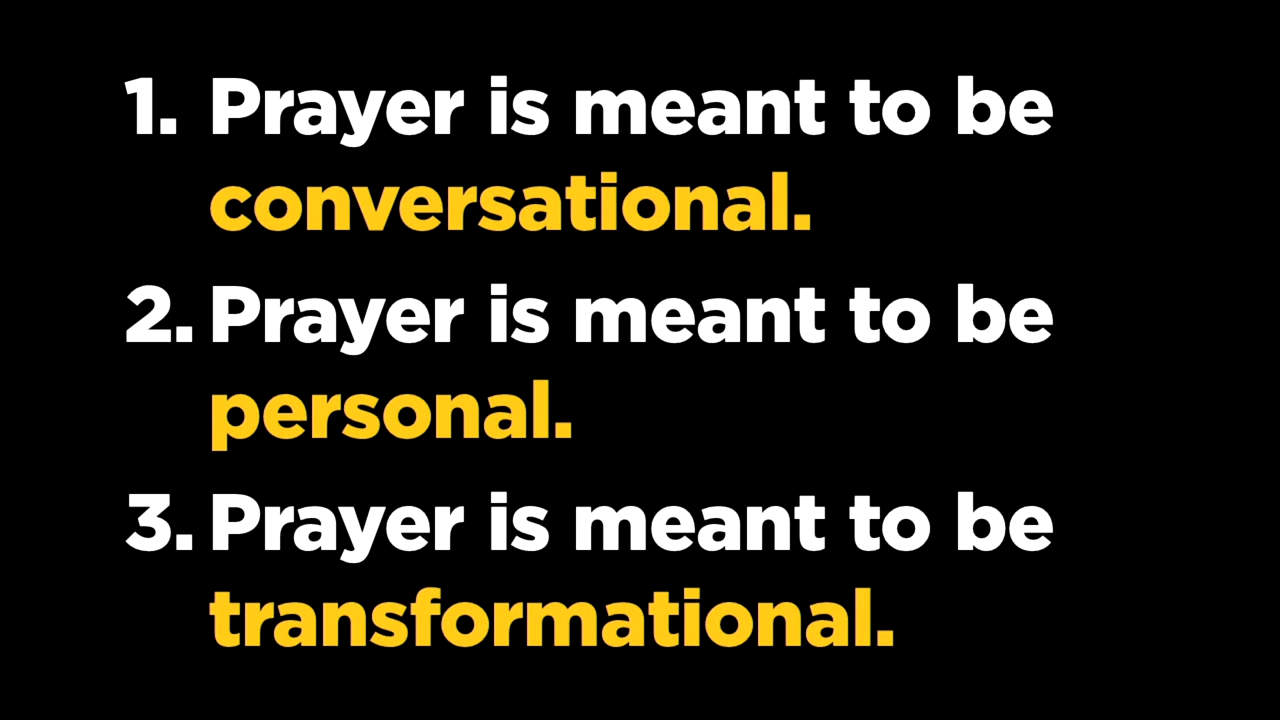 1. Prayer is meant to be
conversational.
2. Prayer is meant to be
personal.
3. Prayer is meant to be
transformational.